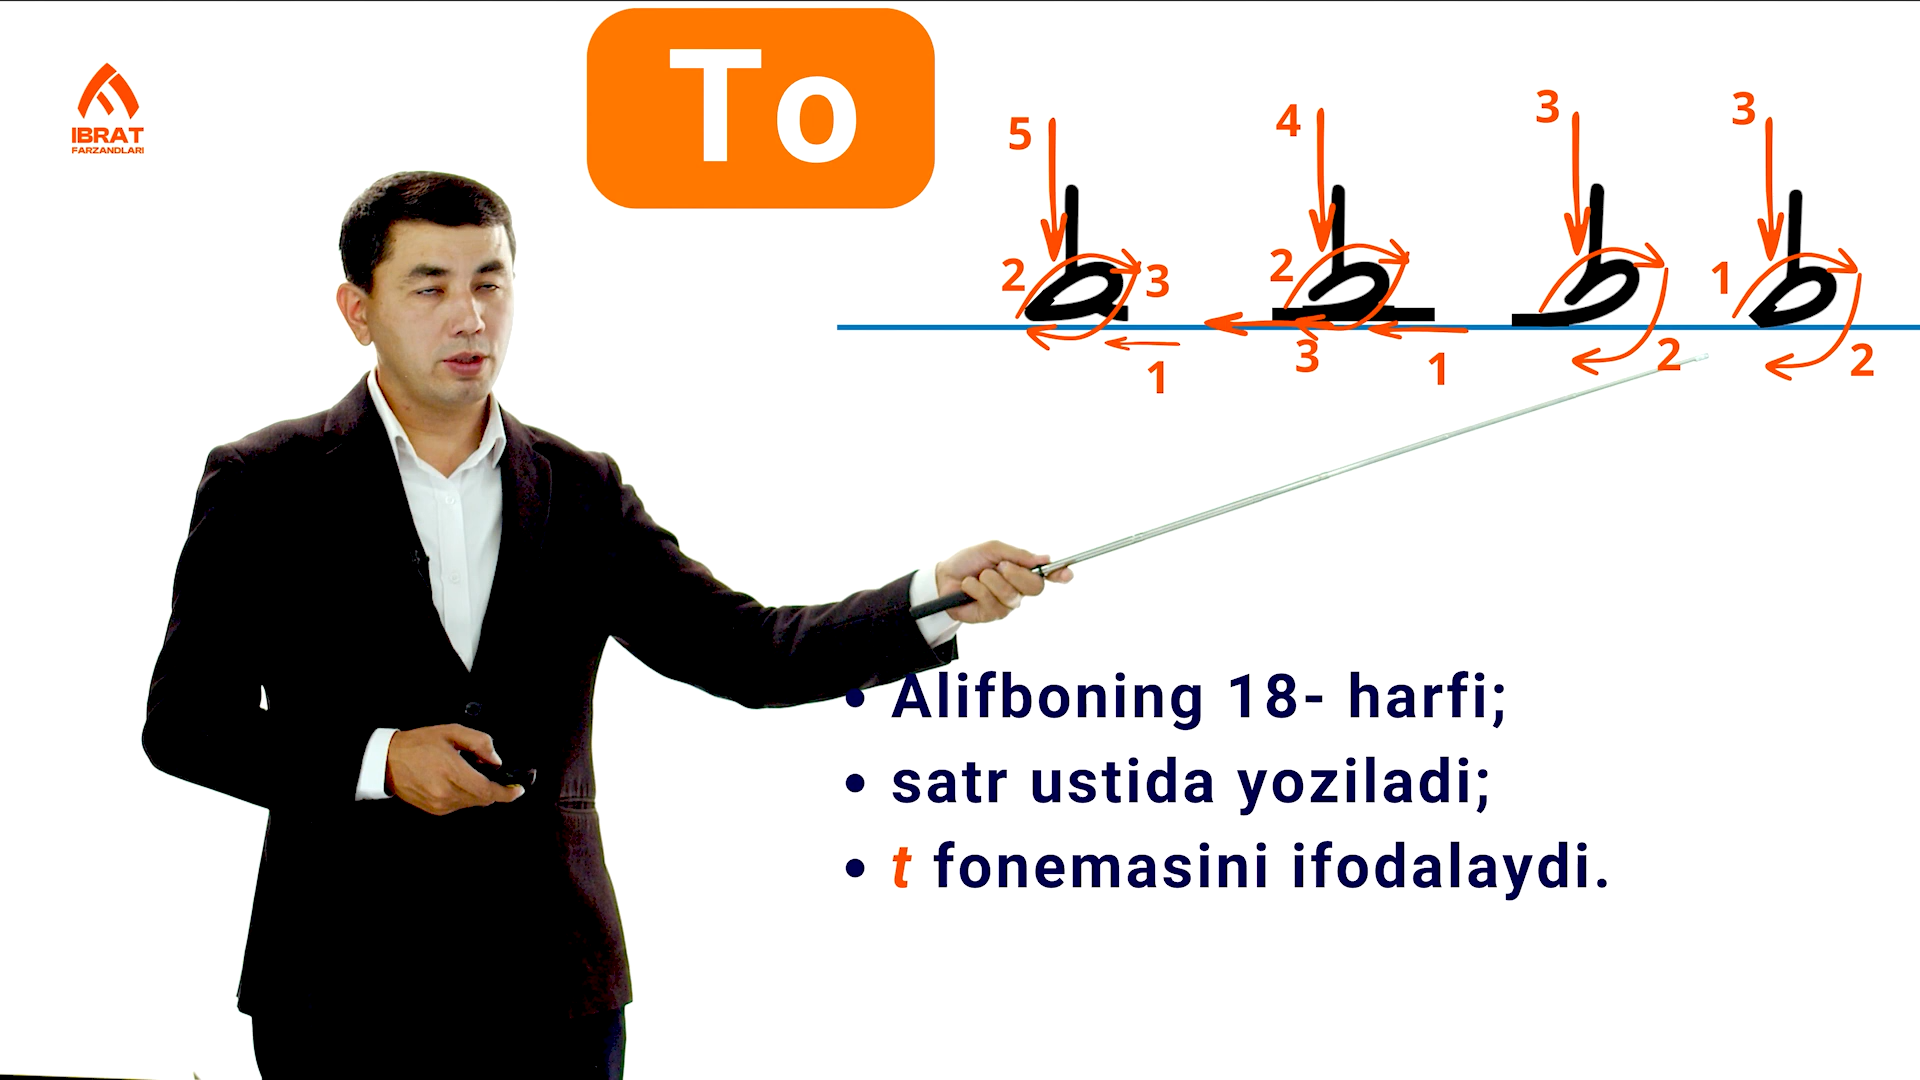 IBRAT
FARZANDLARI
To
5 4 3 3
ط ط ط ط
2 3 2 1
1 3 1 2 2
• Alifboning 18- harfi;
• satr ustida yoziladi;
• t fonemasini ifodalaydi.